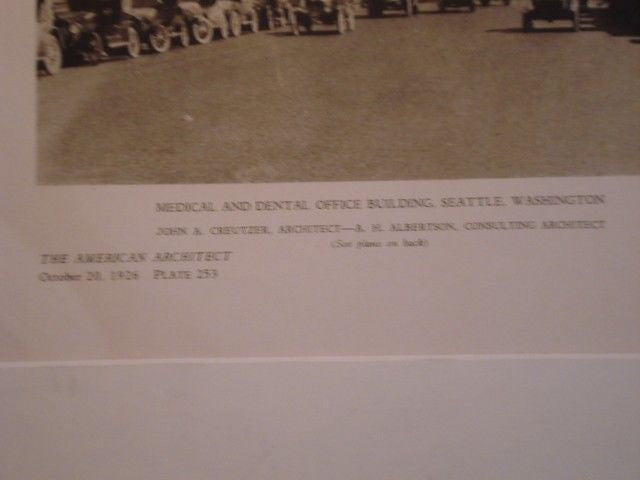 MEDICAL AND DENTAL OFFICE BUILDING, SEATTLE, WASHINGTON
JOHN A. CREUTZER, ARCHITECT—A. H. ALBERTSON, CONSULTING ARCHITECT
(See plans on back)
THE AMERICAN ARCHITECT
October 20, 1926 PLATE 253